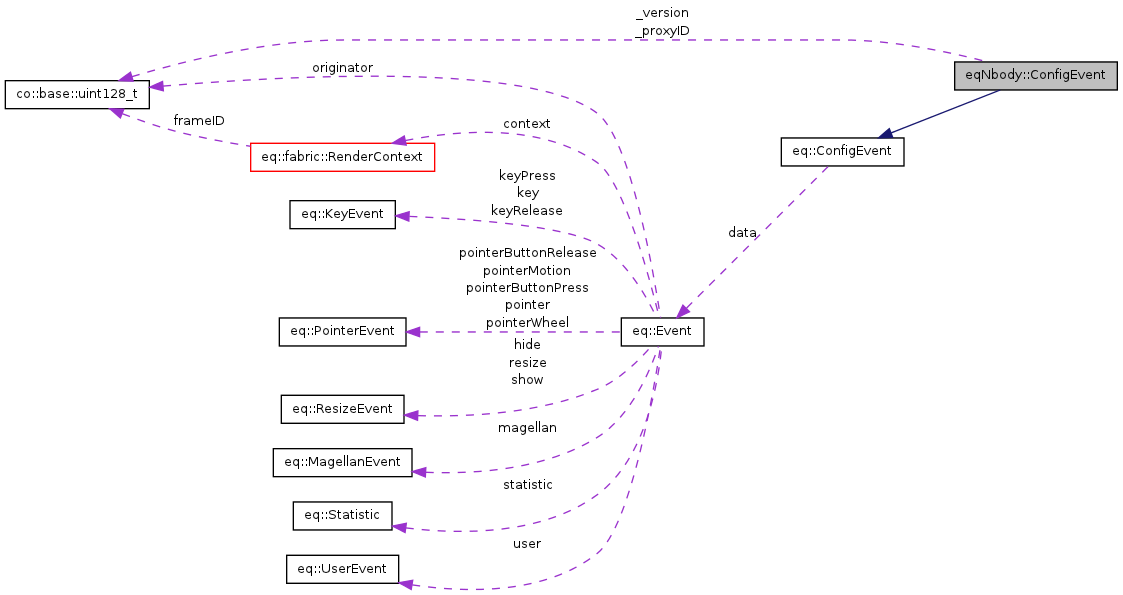 _version
_proxyID
originator
eqNbody::ConfigEvent
co::base::uint128_t
frameID
context
eq::fabric::RenderContext
eq::ConfigEvent
keyPress
key
keyRelease
eq::KeyEvent
data
pointerButtonRelease
pointerMotion
pointerButtonPress
pointer
pointerWheel
eq::PointerEvent
eq::Event
hide
resize
show
eq::ResizeEvent
magellan
eq::MagellanEvent
statistic
eq::Statistic
user
eq::UserEvent